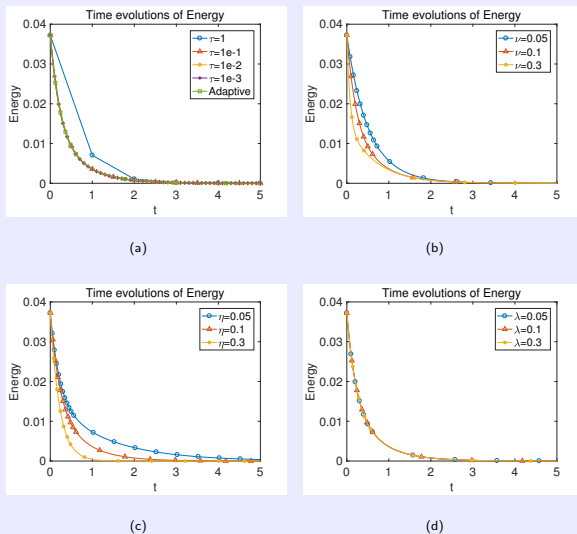 Time evolutions of Energy
Energy
0.04
0.03
0.02
0.01
0
0 1 2 3 4 5
t
τ=1
τ=1e-1
τ=1e-2
τ=1e-3
Adaptive
(a)
Time evolutions of Energy
Energy
0.04
0.03
0.02
0.01
0
0 1 2 3 4 5
t
ν=0.05
ν=0.1
ν=0.3
(b)
Time evolutions of Energy
Energy
0.04
0.03
0.02
0.01
0
0 1 2 3 4 5
t
η=0.05
η=0.1
η=0.3
(c)
Time evolutions of Energy
Energy
0.04
0.03
0.02
0.01
0
0 1 2 3 4 5
t
λ=0.05
λ=0.1
λ=0.3
(d)